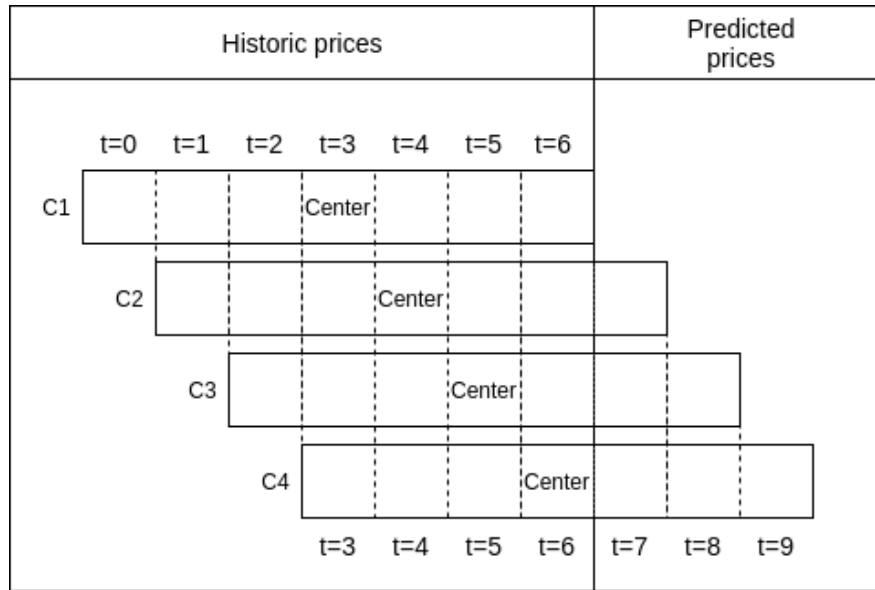 Historic prices
Predicted
prices
t=0 t=1 t=2 t=3 t=4 t=5 t=6
C1 Center
C2 Center
C3 Center
C4 Center
t=3 t=4 t=5 t=6 t=7 t=8 t=9